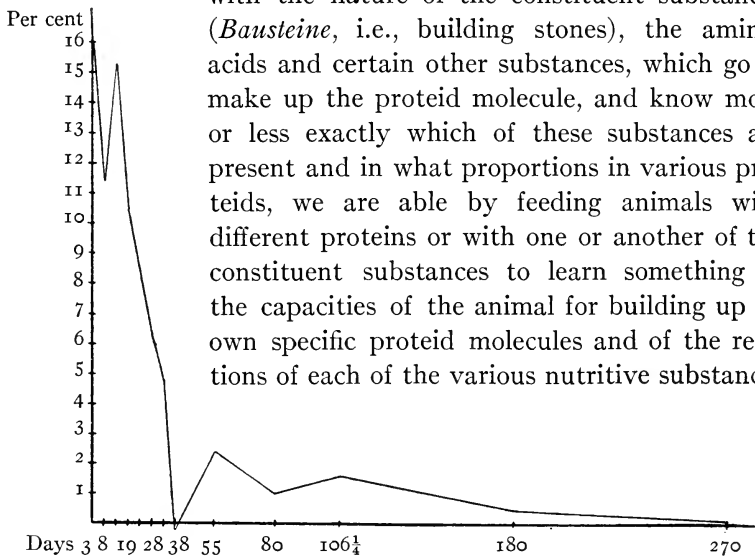 with the nature of the constituent substanc
(Bausteine, i.e., building stones), the amin
acids and certain other substances, which go
make up the proteid molecule, and know mo
or less exactly which of these substances a
present and in what proportions in various pr
teids, we are able by feeding animals wi
different proteins or with one or another of t
constituent substances to learn something
the capacities of the animal for building up
own specific proteid molecules and of the re
tions of each of the various nutritive substanc
Per cent
16
15
14
13
12
11
10
9
8
7
6
5
4
3
2
1
Days 3 8 19 28 38 55 80 106¼ 180 270